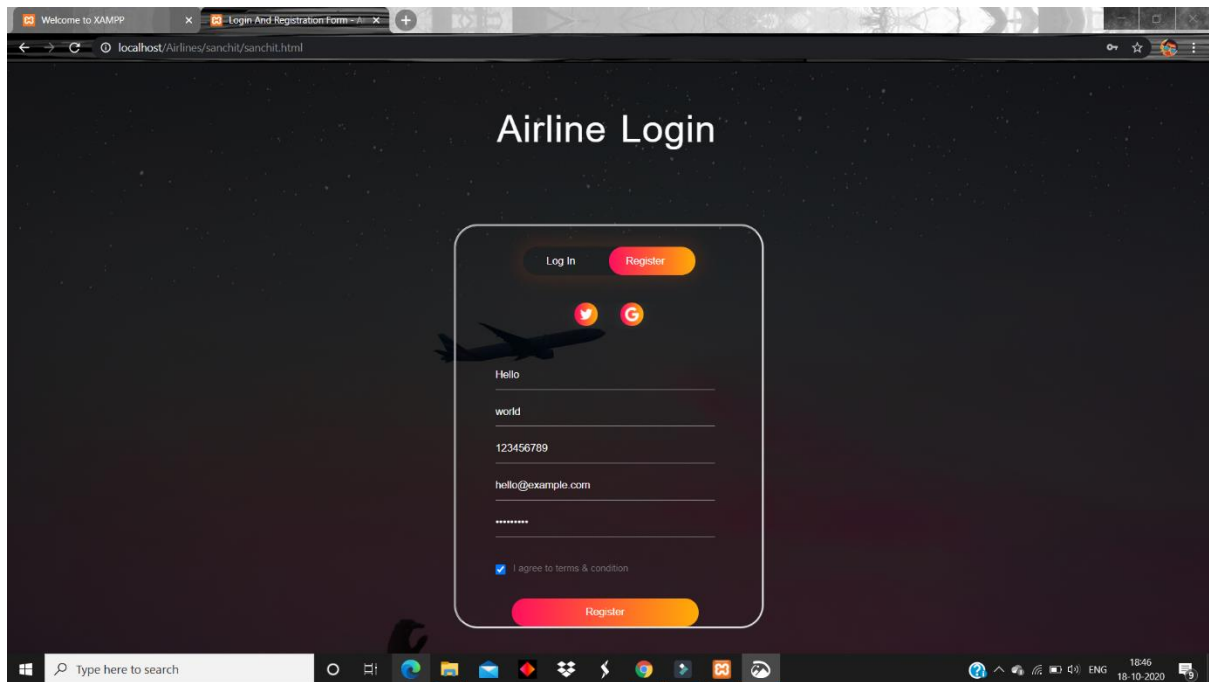 Welcome to XAMPP
Login And Registration Form - Ai
localhost/Airlines/sanchit/sanchit.html
Airline Login
Log In Register
Hello
world
123456789
hello@example.com
•••••••••
I agree to terms & condition
Register
Type here to search
ENG
18:46
18-10-2020